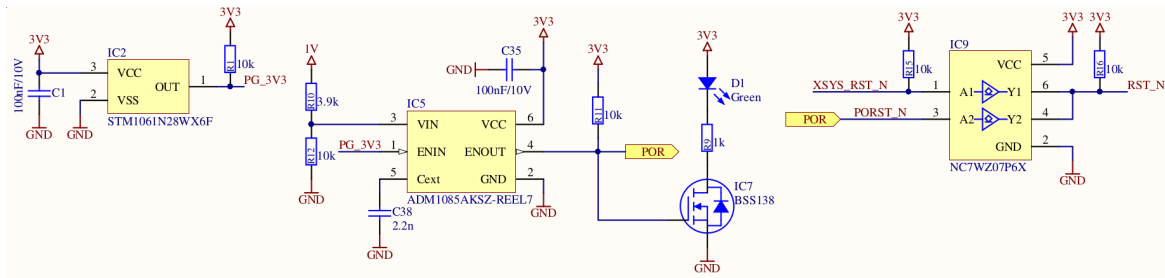 3V3
IC2
3
VCC
OUT
1
2
VSS
STM1061N28WX6F
100nF/10V
C1
GND
GND
3V3
R1
10k
PG_3V3
1V
R10
3.9k
R12
10k
GND
PG_3V3
IC5
3
VIN
VCC
6
1
ENIN
ENOUT
4
5
Cext
GND
2
ADM1085AKSZ-REEL7
C38
2.2n
GND
3V3
C35
GND
100nF/10V
GND
3V3
R11
10k
POR
3V3
D1
Green
R9
1k
IC7
BSS138
GND
3V3
R15
10k
XSYS_RST_N
POR
PORST_N
IC9
VCC
5
1
A1
Y1
6
3
A2
Y2
4
GND
2
NC7WZ07P6X
3V3
3V3
R16
10k
RST_N
GND